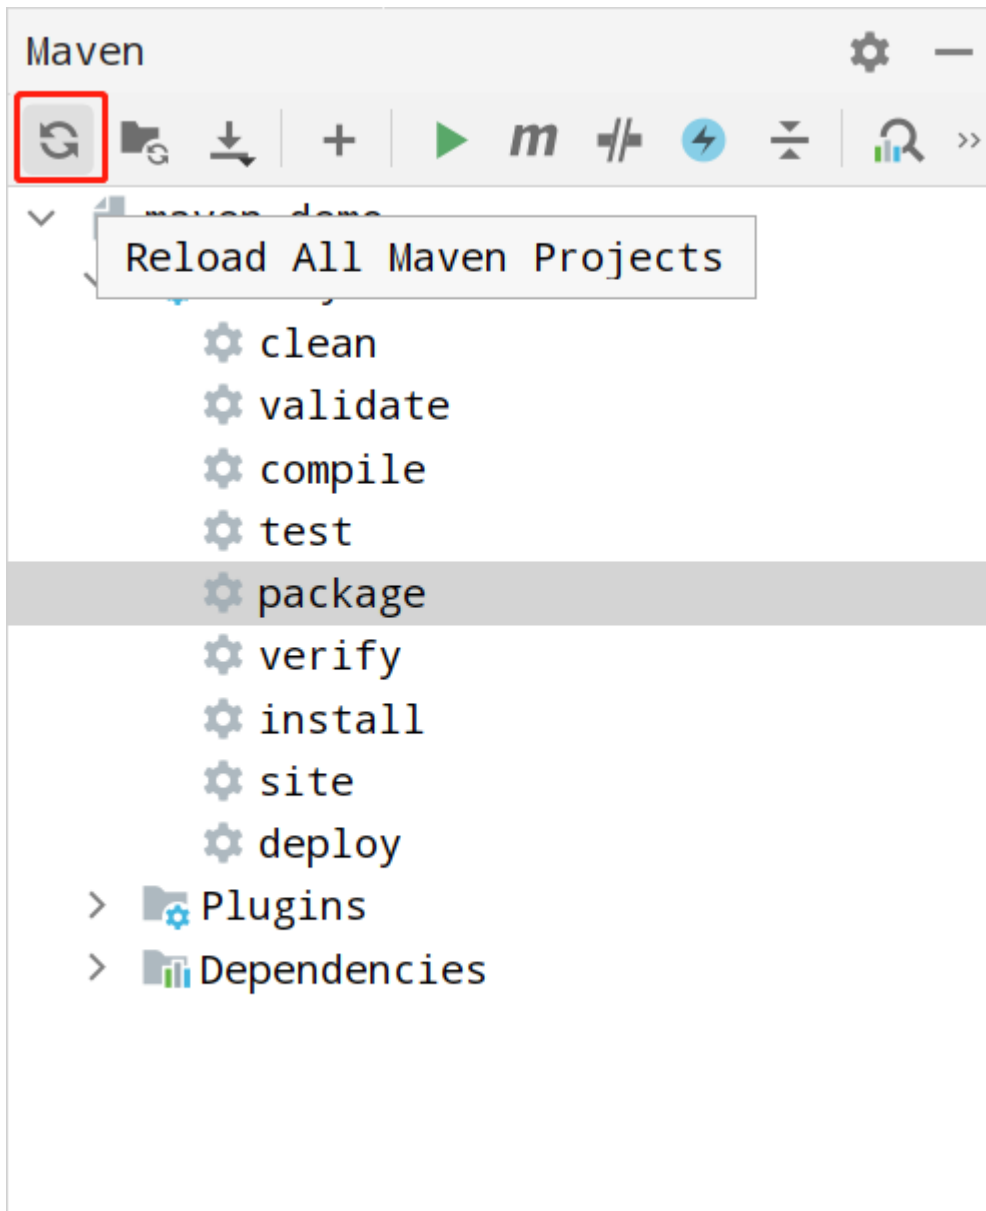 Maven
m
Reload All Maven Projects
clean
validate
compile
test
package
verify
install
site
deploy
Plugins
Dependencies